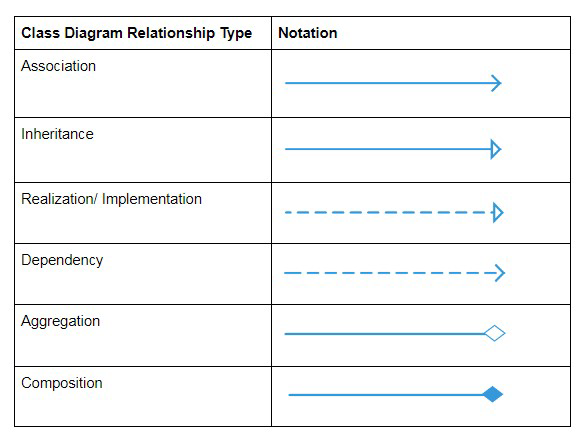 Class Diagram Relationship Type Notation
Association
Inheritance
Realization/ Implementation
Dependency
Aggregation
Composition